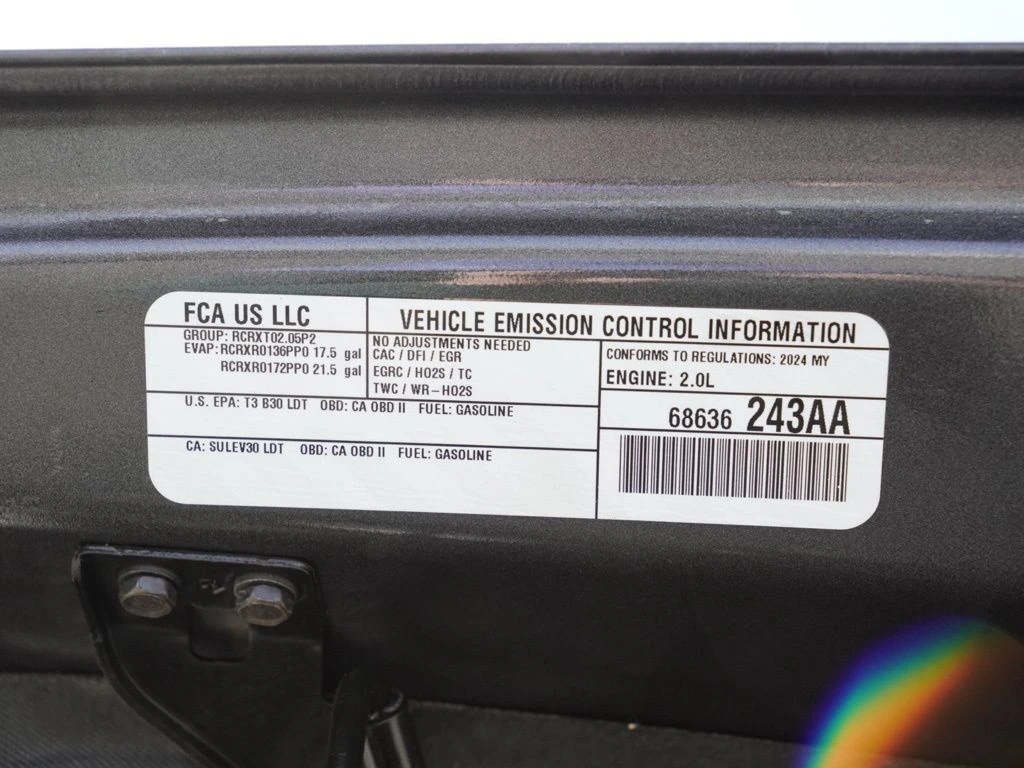 FCA US LLC
GROUP: RCRXT02.05P2
EVAP: RCRXR0136PP0 17.5 gal
RCRXR0172PP0 21.5 gal
VEHICLE EMISSION CONTROL INFORMATION
NO ADJUSTMENTS NEEDED
CAC / DFI / EGR
EGRC / HO2S / TC
TWC / WR-HO2S
CONFORMS TO REGULATIONS: 2024 MY
ENGINE: 2.0L
U.S. EPA: T3 B30 LDT OBD: CA OBD II FUEL: GASOLINE
68636 243AA
CA: SULEV30 LDT OBD: CA OBD II FUEL: GASOLINE